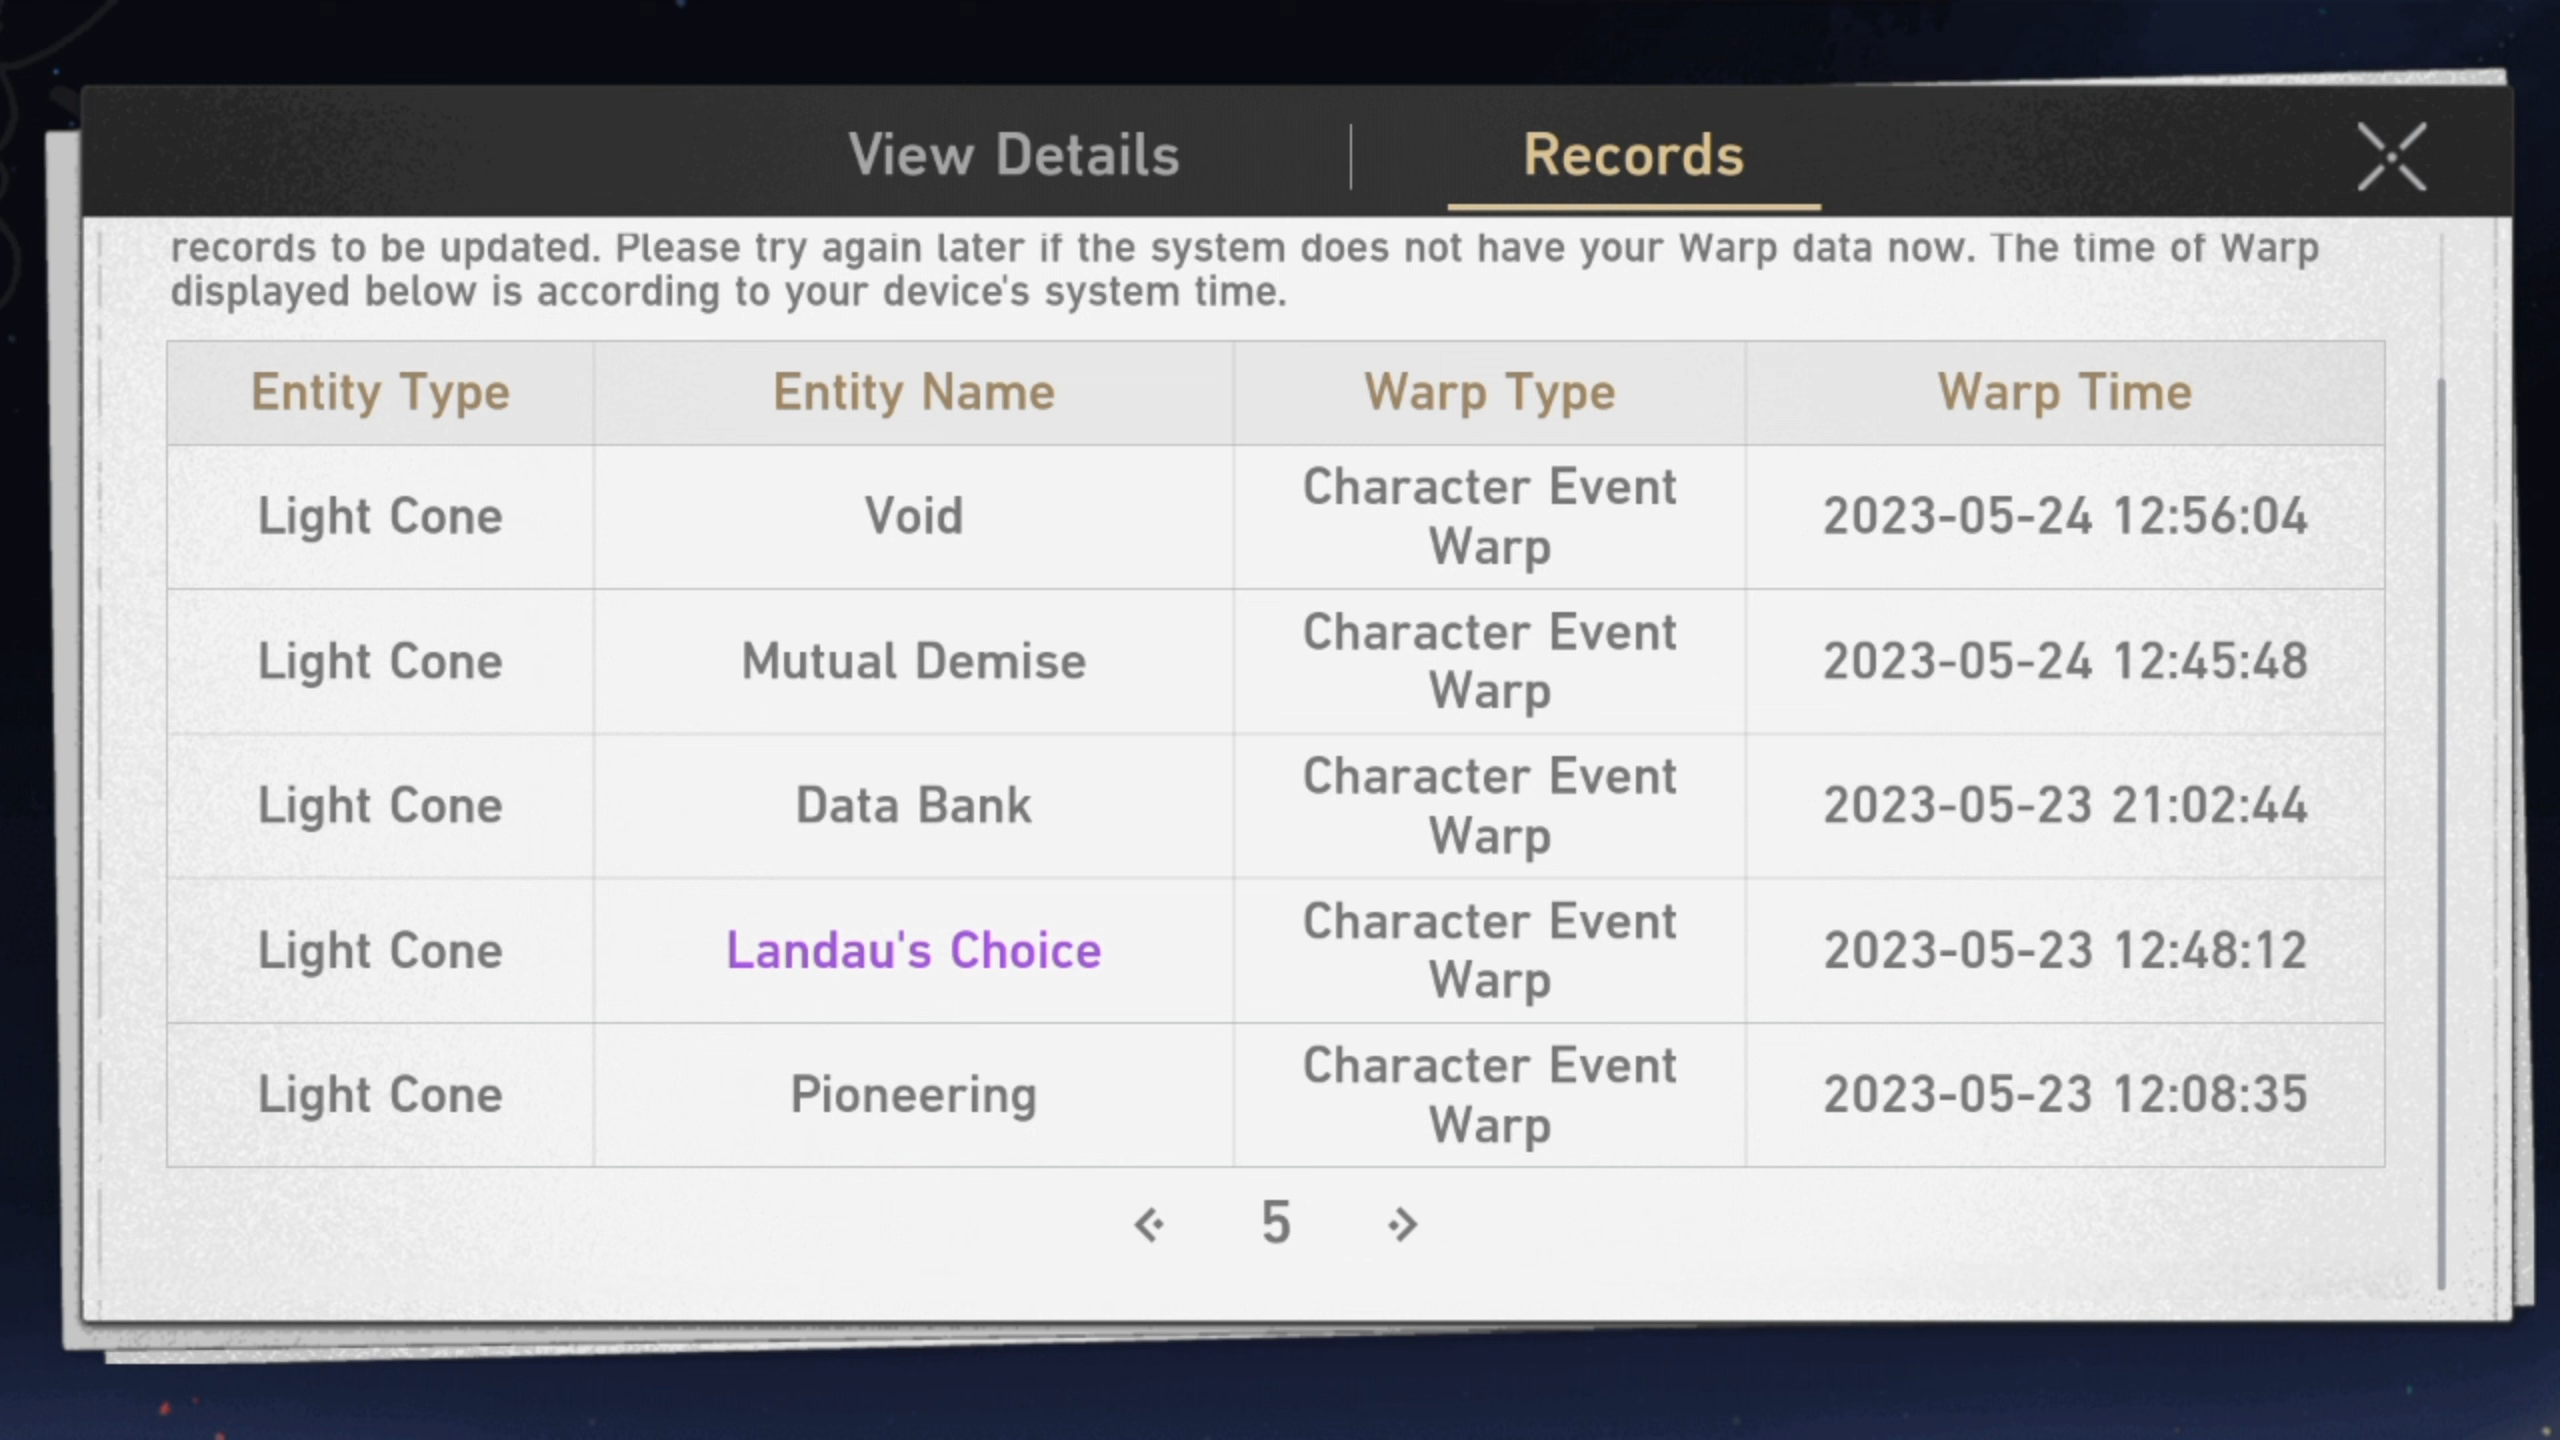 View Details
Records
records to be updated. Please try again later if the system does not have your Warp data now. The time of Warp
displayed below is according to your device's system time.
Entity Type Entity Name Warp Type Warp Time
Light Cone Void Character Event Warp 2023-05-24 12:56:04
Light Cone Mutual Demise Character Event Warp 2023-05-24 12:45:48
Light Cone Data Bank Character Event Warp 2023-05-23 21:02:44
Light Cone Landau's Choice Character Event Warp 2023-05-23 12:48:12
Light Cone Pioneering Character Event Warp 2023-05-23 12:08:35
5